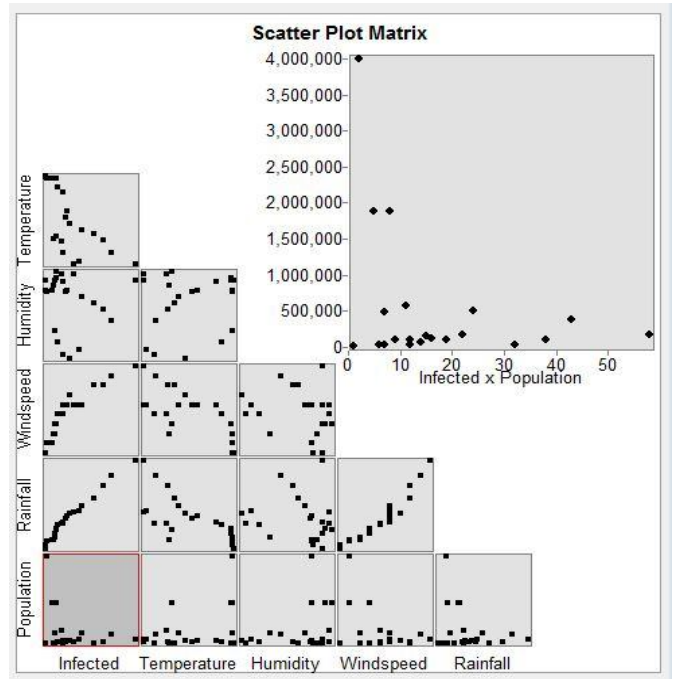 Scatter Plot Matrix
4,000,000
3,500,000
3,000,000
2,500,000
2,000,000
1,500,000
1,000,000
500,000
0
0 10 20 30 40 50
Infected x Population
Temperature
Humidity
Windspeed
Rainfall
Population
Infected Temperature Humidity Windspeed Rainfall